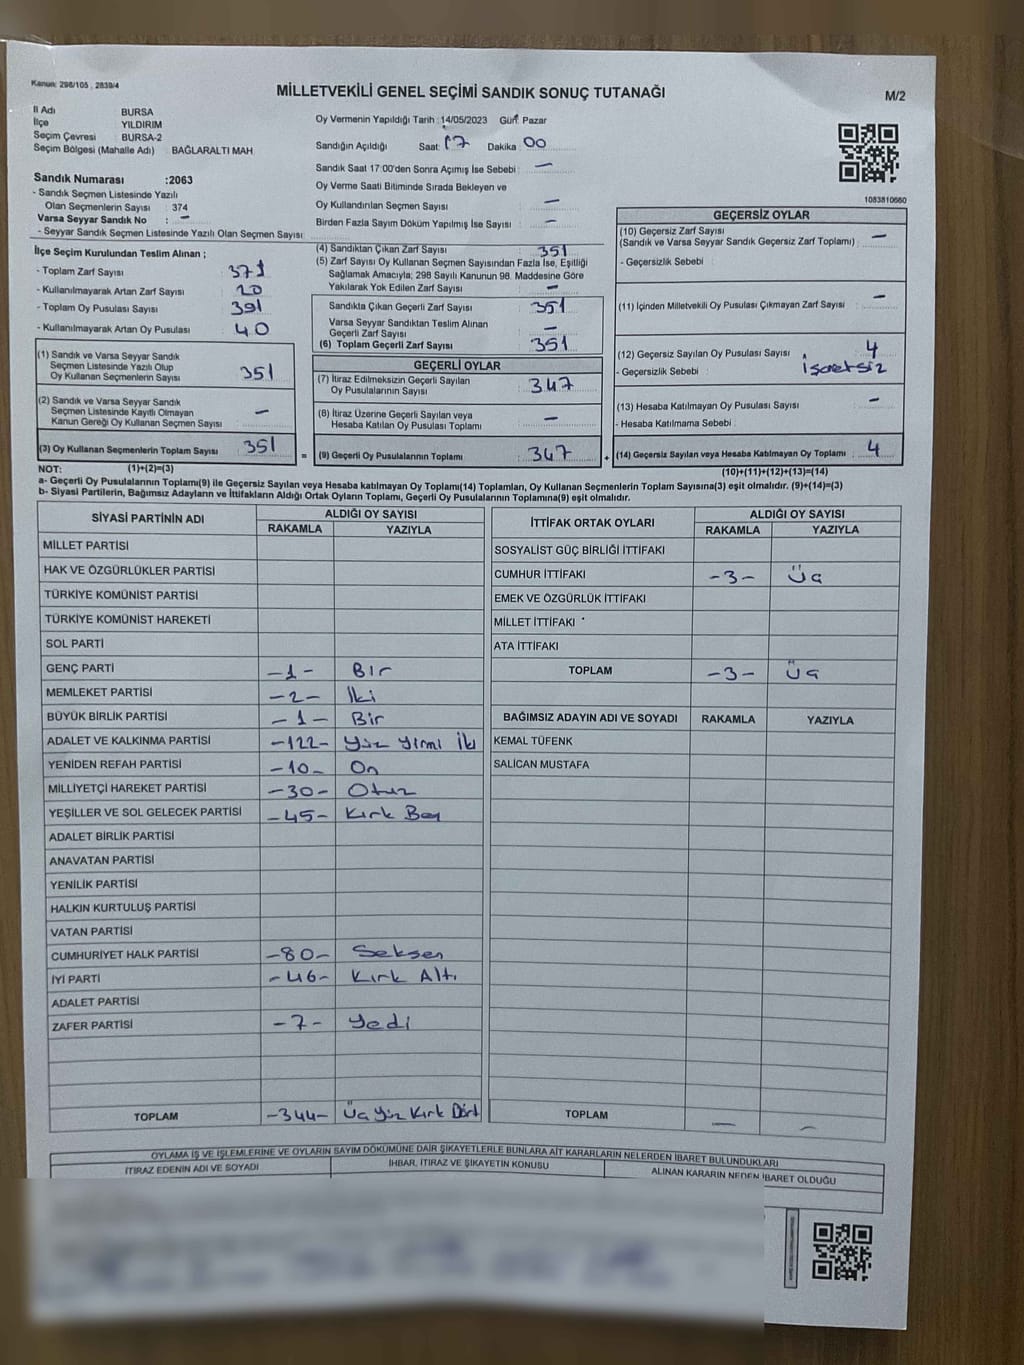 Kanun: 298/105 , 2839/4
MİLLETVEKİLİ GENEL SEÇİMİ SANDIK SONUÇ TUTANAĞI
M/2
İl Adı BURSA
İlçe YILDIRIM
Seçim Çevresi BURSA-2
Seçim Bölgesi (Mahalle Adı) BAĞLARALTI MAH.
Sandık Numarası :2063
- Sandık Seçmen Listesinde Yazılı
Olan Seçmenlerin Sayısı 374
Varsa Seyyar Sandık No : -
- Seyyar Sandık Seçmen Listesinde Yazılı Olan Seçmen Sayısı:
İlçe Seçim Kurulundan Teslim Alınan ;
- Toplam Zarf Sayısı 371
- Kullanılmayarak Artan Zarf Sayısı 20
- Toplam Oy Pusulası Sayısı 391
- Kullanılmayarak Artan Oy Pusulası 40
(1) Sandık ve Varsa Seyyar Sandık
Seçmen Listesinde Yazılı Olup
Oy Kullanan Seçmenlerin Sayısı 351
(2) Sandık ve Varsa Seyyar Sandık
Seçmen Listesinde Kayıtlı Olmayan
Kanun Gereği Oy Kullanan Seçmen Sayısı : -
(3) Oy Kullanan Seçmenlerin Toplam Sayısı 351
Oy Vermenin Yapıldığı Tarih :14/05/2023 Gün: Pazar
Sandığın Açıldığı Saat: 17 Dakika 00
Sandık Saat 17:00'den Sonra Açımış İse Sebebi : -
Oy Verme Saati Bitiminde Sırada Bekleyen ve
Oy Kullandırılan Seçmen Sayısı -
Birden Fazla Sayım Döküm Yapılmış İse Sayısı : -
(4) Sandıktan Çıkan Zarf Sayısı 351
(5) Zarf Sayısı Oy Kullanan Seçmen Sayısından Fazla İse, Eşitliği
Sağlamak Amacıyla; 298 Sayılı Kanunun 98. Maddesine Göre
Yakılarak Yok Edilen Zarf Sayısı -
Sandıkta Çıkan Geçerli Zarf Sayısı 351
Varsa Seyyar Sandıktan Teslim Alınan
Geçerli Zarf Sayısı -
(6) Toplam Geçerli Zarf Sayısı 351
GEÇERLİ OYLAR
(7) İtiraz Edilmeksizin Geçerli Sayılan
Oy Pusulalarının Sayısı 347
(8) İtiraz Üzerine Geçerli Sayılan veya
Hesaba Katılan Oy Pusulası Toplamı -
= (9) Geçerli Oy Pusulalarının Toplamı 347
1083810660
GEÇERSİZ OYLAR
(10) Geçersiz Zarf Sayısı
(Sandık ve Varsa Seyyar Sandık Geçersiz Zarf Toplamı) : -
- Geçersizlik Sebebi :
(11) İçinden Milletvekili Oy Pusulası Çıkmayan Zarf Sayısı : -
(12) Geçersiz Sayılan Oy Pusulası Sayısı : 4
- Geçersizlik Sebebi : işaretsiz
(13) Hesaba Katılmayan Oy Pusulası Sayısı : -
- Hesaba Katılmama Sebebi :
+ (14) Geçersiz Sayılan veya Hesaba Katılmayan Oy Toplamı : 4
NOT: (1)+(2)=(3) (10)+(11)+(12)+(13)=(14)
a- Geçerli Oy Pusulalarının Toplamı(9) ile Geçersiz Sayılan veya Hesaba katılmayan Oy Toplamı(14) Toplamları, Oy Kullanan Seçmenlerin Toplam Sayısına(3) eşit olmalıdır. (9)+(14)=(3)
b- Siyasi Partilerin, Bağımsız Adayların ve İttifakların Aldığı Ortak Oyların Toplamı, Geçerli Oy Pusulalarının Toplamına(9) eşit olmalıdır.
SİYASİ PARTİNİN ADI ALDIĞI OY SAYISI
RAKAMLA YAZIYLA
MİLLET PARTİSİ
HAK VE ÖZGÜRLÜKLER PARTİSİ
TÜRKİYE KOMÜNİST PARTİSİ
TÜRKİYE KOMÜNİST HAREKETİ
SOL PARTİ
GENÇ PARTİ -1- Bir
MEMLEKET PARTİSİ -2- İki
BÜYÜK BİRLİK PARTİSİ -1- Bir
ADALET VE KALKINMA PARTİSİ -122- Yüz Yirmi İki
YENİDEN REFAH PARTİSİ -10- On
MİLLİYETÇİ HAREKET PARTİSİ -30- Otuz
YEŞİLLER VE SOL GELECEK PARTİSİ -45- Kırk Beş
ADALET BİRLİK PARTİSİ
ANAVATAN PARTİSİ
YENİLİK PARTİSİ
HALKIN KURTULUŞ PARTİSİ
VATAN PARTİSİ
CUMHURİYET HALK PARTİSİ -80- Seksen
İYİ PARTİ -46- Kırk Altı
ADALET PARTİSİ
ZAFER PARTİSİ -7- Yedi
TOPLAM -344- Üç Yüz Kırk Dört
İTTİFAK ORTAK OYLARI ALDIĞI OY SAYISI
RAKAMLA YAZIYLA
SOSYALİST GÜÇ BİRLİĞİ İTTİFAKI
CUMHUR İTTİFAKI -3- Üç
EMEK VE ÖZGÜRLÜK İTTİFAKI
MİLLET İTTİFAKI
ATA İTTİFAKI
TOPLAM -3- Üç
BAĞIMSIZ ADAYIN ADI VE SOYADI RAKAMLA YAZIYLA
KEMAL TÜFENK
SALİCAN MUSTAFA
TOPLAM - -
OYLAMA İŞ VE İŞLEMLERİNE VE OYLARIN SAYIM DÖKÜMÜNE DAİR ŞİKAYETLERLE BUNLARA AİT KARARLARIN NELERDEN İBARET BULUNDUKLARI
İTİRAZ EDENİN ADI VE SOYADI İHBAR, İTİRAZ VE ŞİKAYETİN KONUSU ALINAN KARARIN NEDEN İBARET OLDUĞU